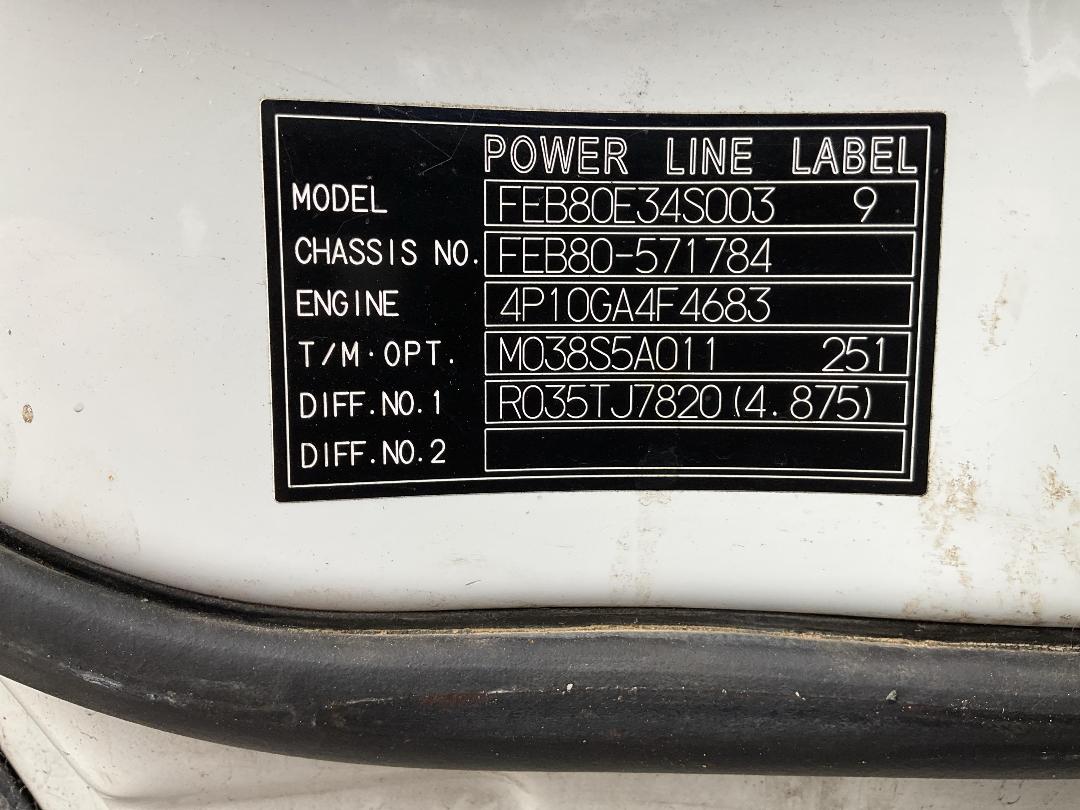 POWER LINE LABEL
MODEL FEB80E34S003 9
CHASSIS NO. FEB80-571784
ENGINE 4P10GA4F4683
T/M·OPT. M038S5A011 251
DIFF.NO.1 R035TJ7820(4.875)
DIFF.NO.2